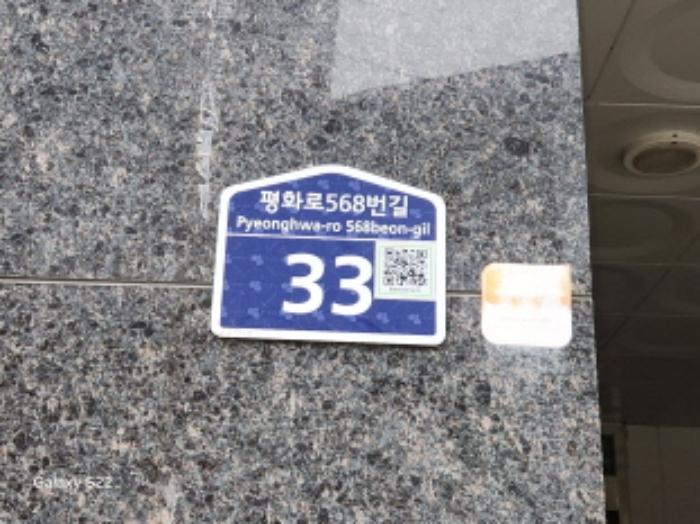 평화로568번길
Pyeonghwa-ro 568beon-gil
33
Galaxy S22